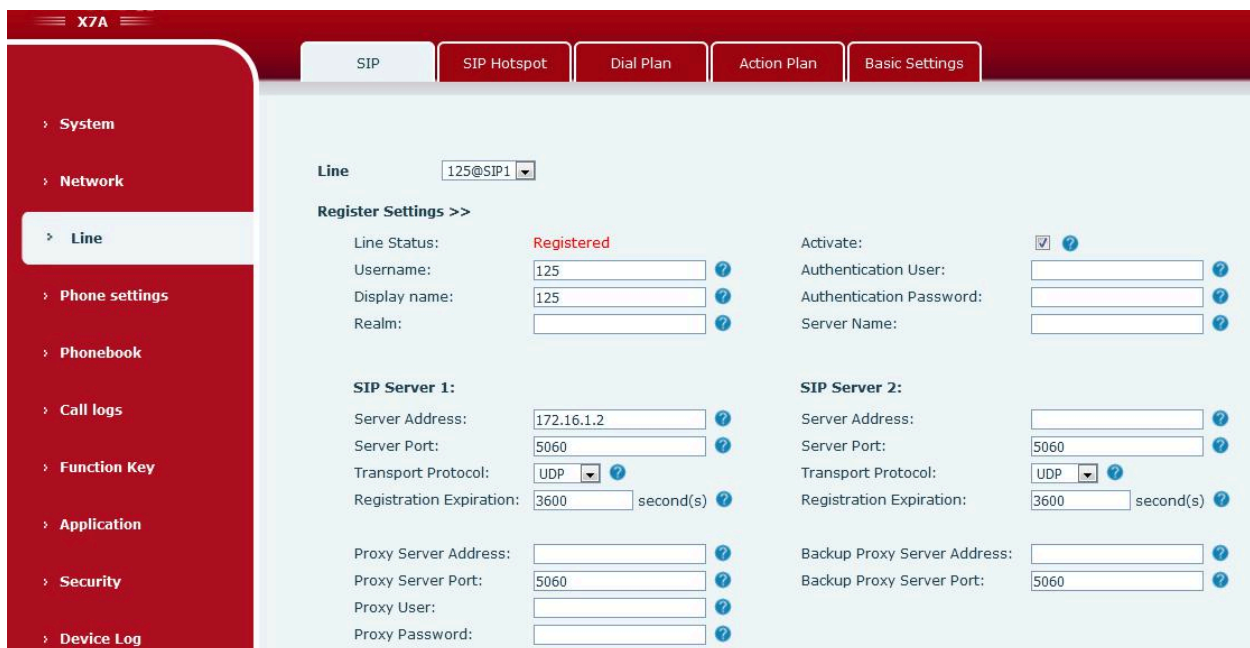 X7A
SIP
SIP Hotspot
Dial Plan
Action Plan
Basic Settings
› System
› Network
› Line
› Phone settings
› Phonebook
› Call logs
› Function Key
› Application
› Security
› Device Log
Line 125@SIP1
Register Settings >>
Line Status: Registered Activate:
Username: 125 Authentication User:
Display name: 125 Authentication Password:
Realm: Server Name:
SIP Server 1: SIP Server 2:
Server Address: 172.16.1.2 Server Address:
Server Port: 5060 Server Port: 5060
Transport Protocol: UDP Transport Protocol: UDP
Registration Expiration: 3600 second(s) Registration Expiration: 3600 second(s)
Proxy Server Address: Backup Proxy Server Address:
Proxy Server Port: 5060 Backup Proxy Server Port: 5060
Proxy User:
Proxy Password: